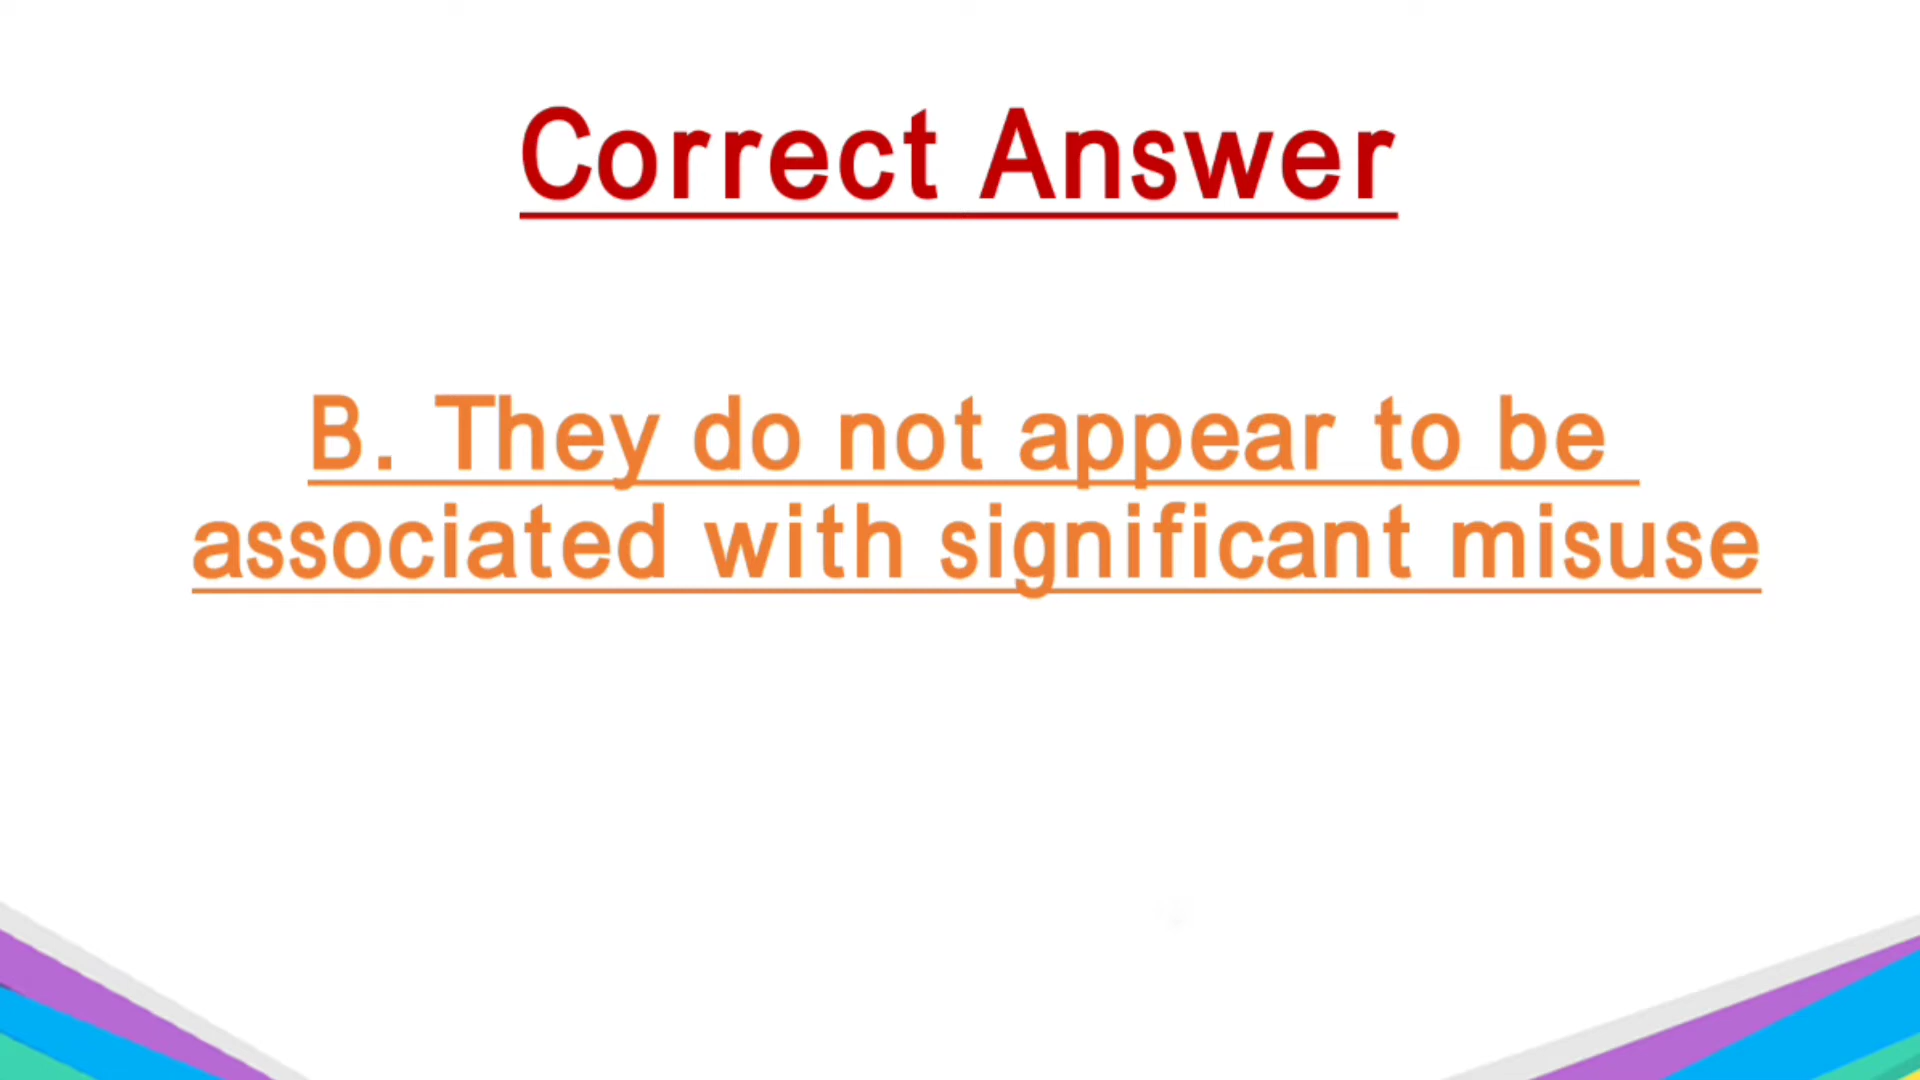 Correct Answer
B. They do not appear to be
associated with significant misuse